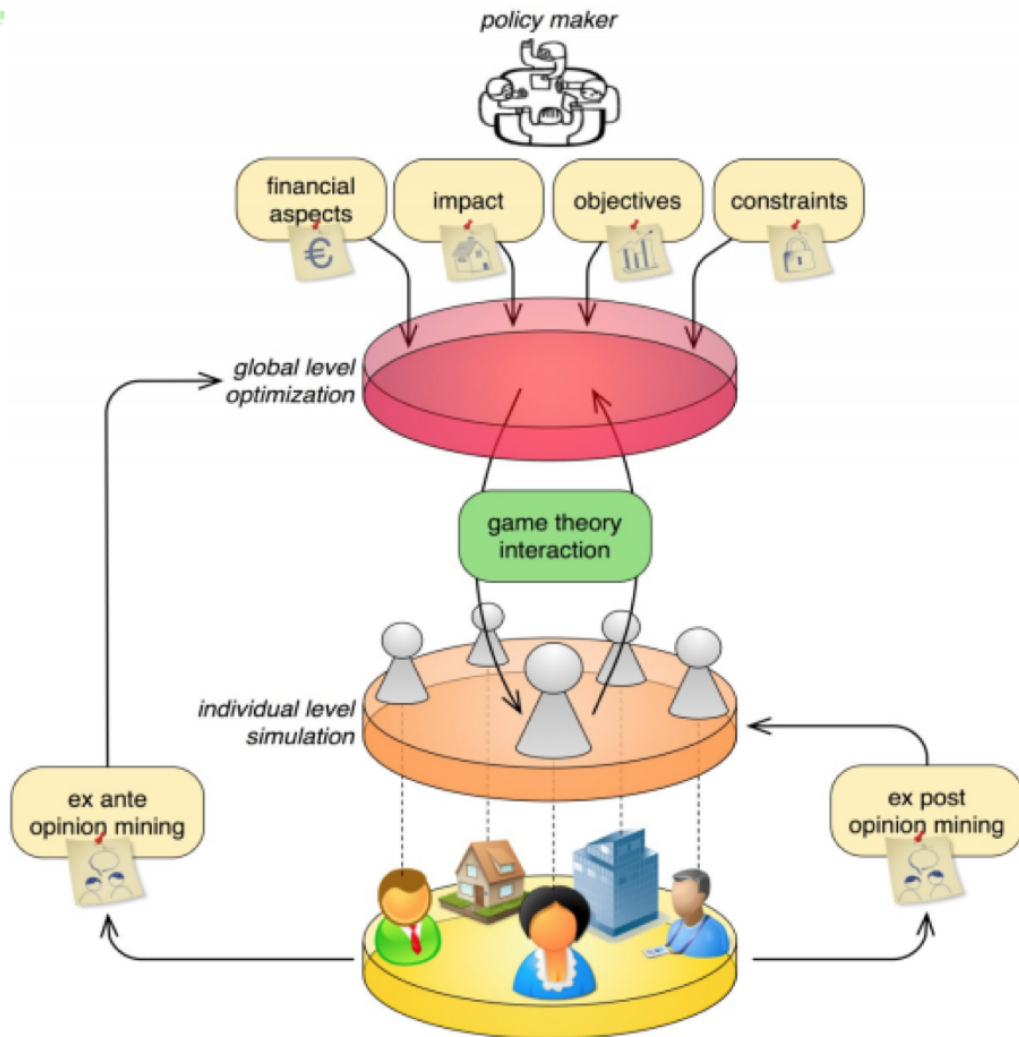 policy maker
financial
aspects
impact
objectives
constraints
€
global level
optimization
game theory
interaction
individual level
simulation
ex ante
opinion mining
ex post
opinion mining